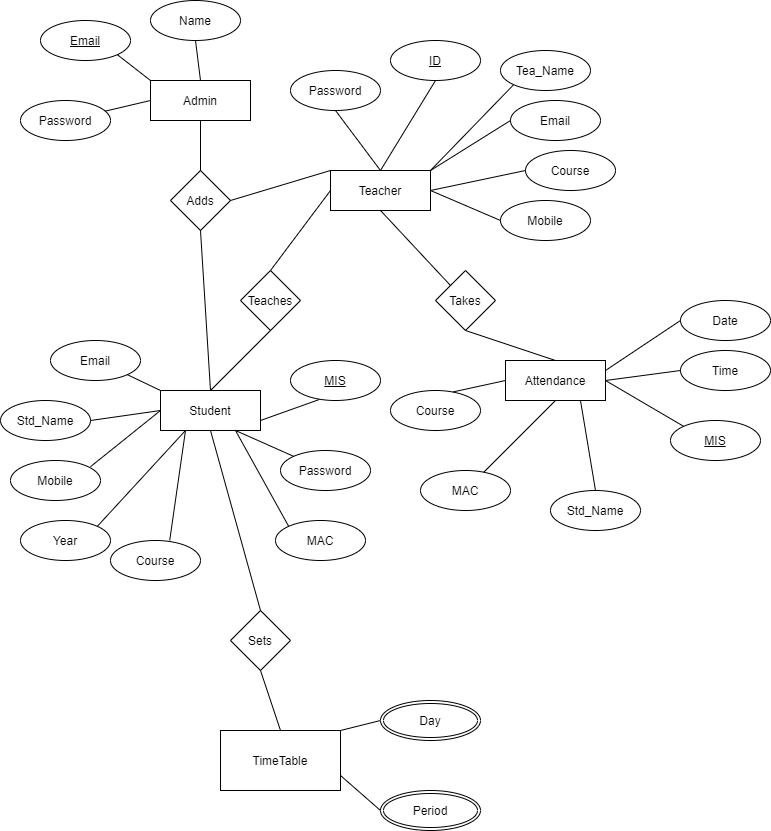 Name
Email
Admin
Password
ID
Tea_Name
Password
Email
Course
Teacher
Adds
Mobile
Teaches
Takes
Date
Email
MIS
Time
Attendance
Student
Course
Std_Name
MIS
Password
Mobile
MAC
Std_Name
Year
MAC
Course
Sets
Day
TimeTable
Period